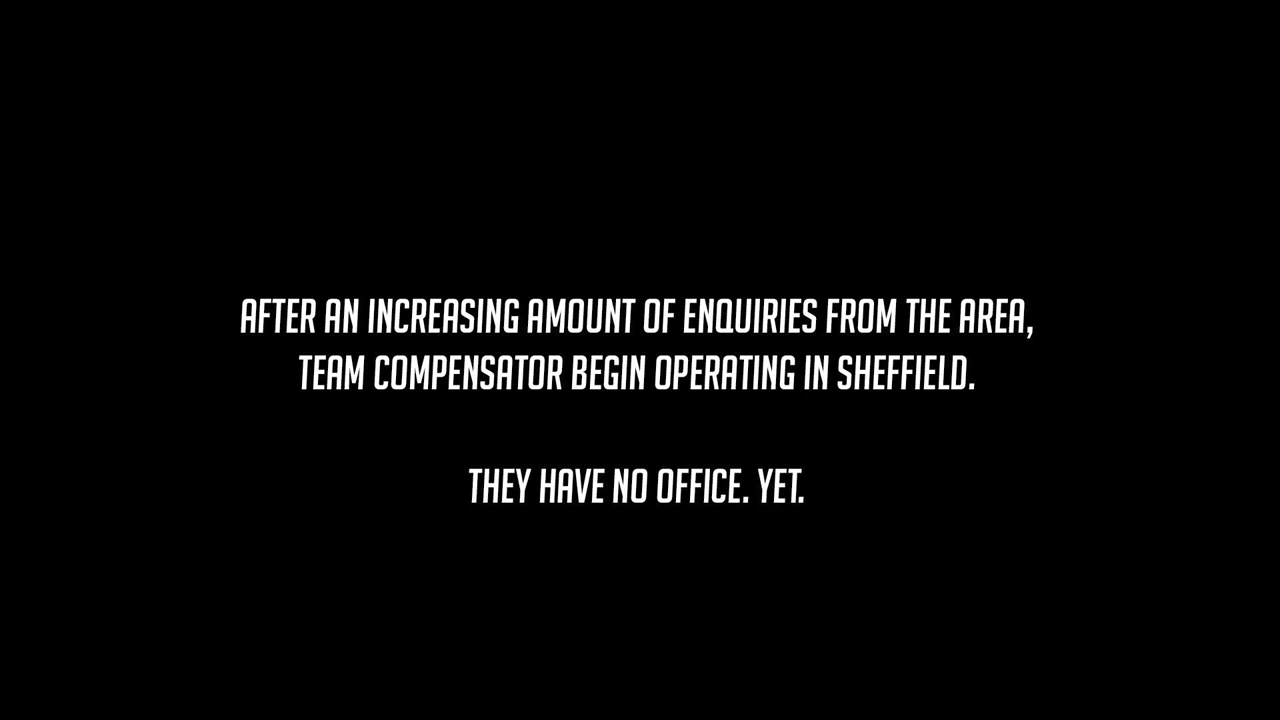 AFTER AN INCREASING AMOUNT OF ENQUIRIES FROM THE AREA,
TEAM COMPENSATOR BEGIN OPERATING IN SHEFFIELD.
THEY HAVE NO OFFICE. YET.